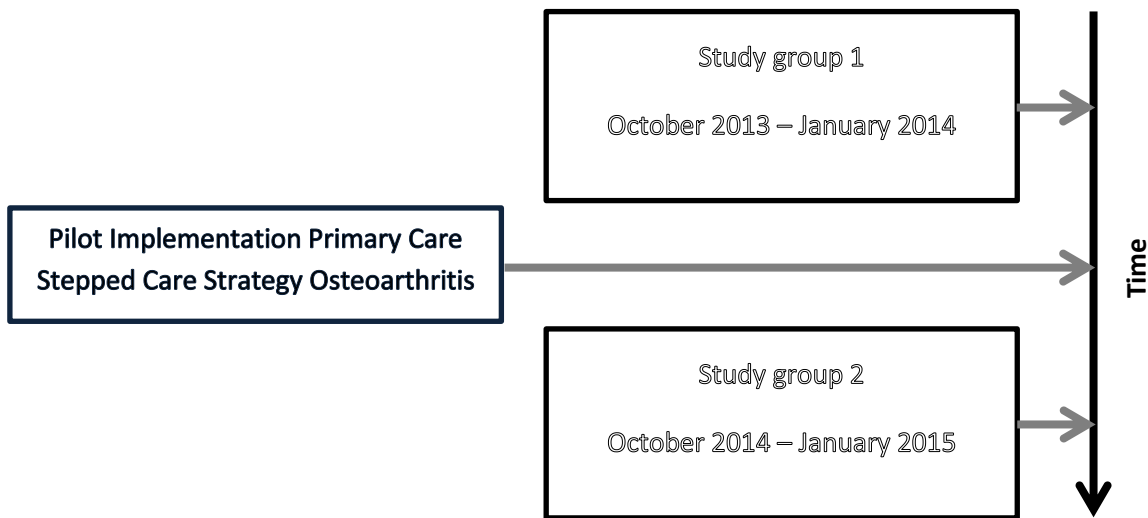 Study group 1
October 2013 – January 2014
Pilot Implementation Primary Care
Stepped Care Strategy Osteoarthritis
Time
Study group 2
October 2014 – January 2015